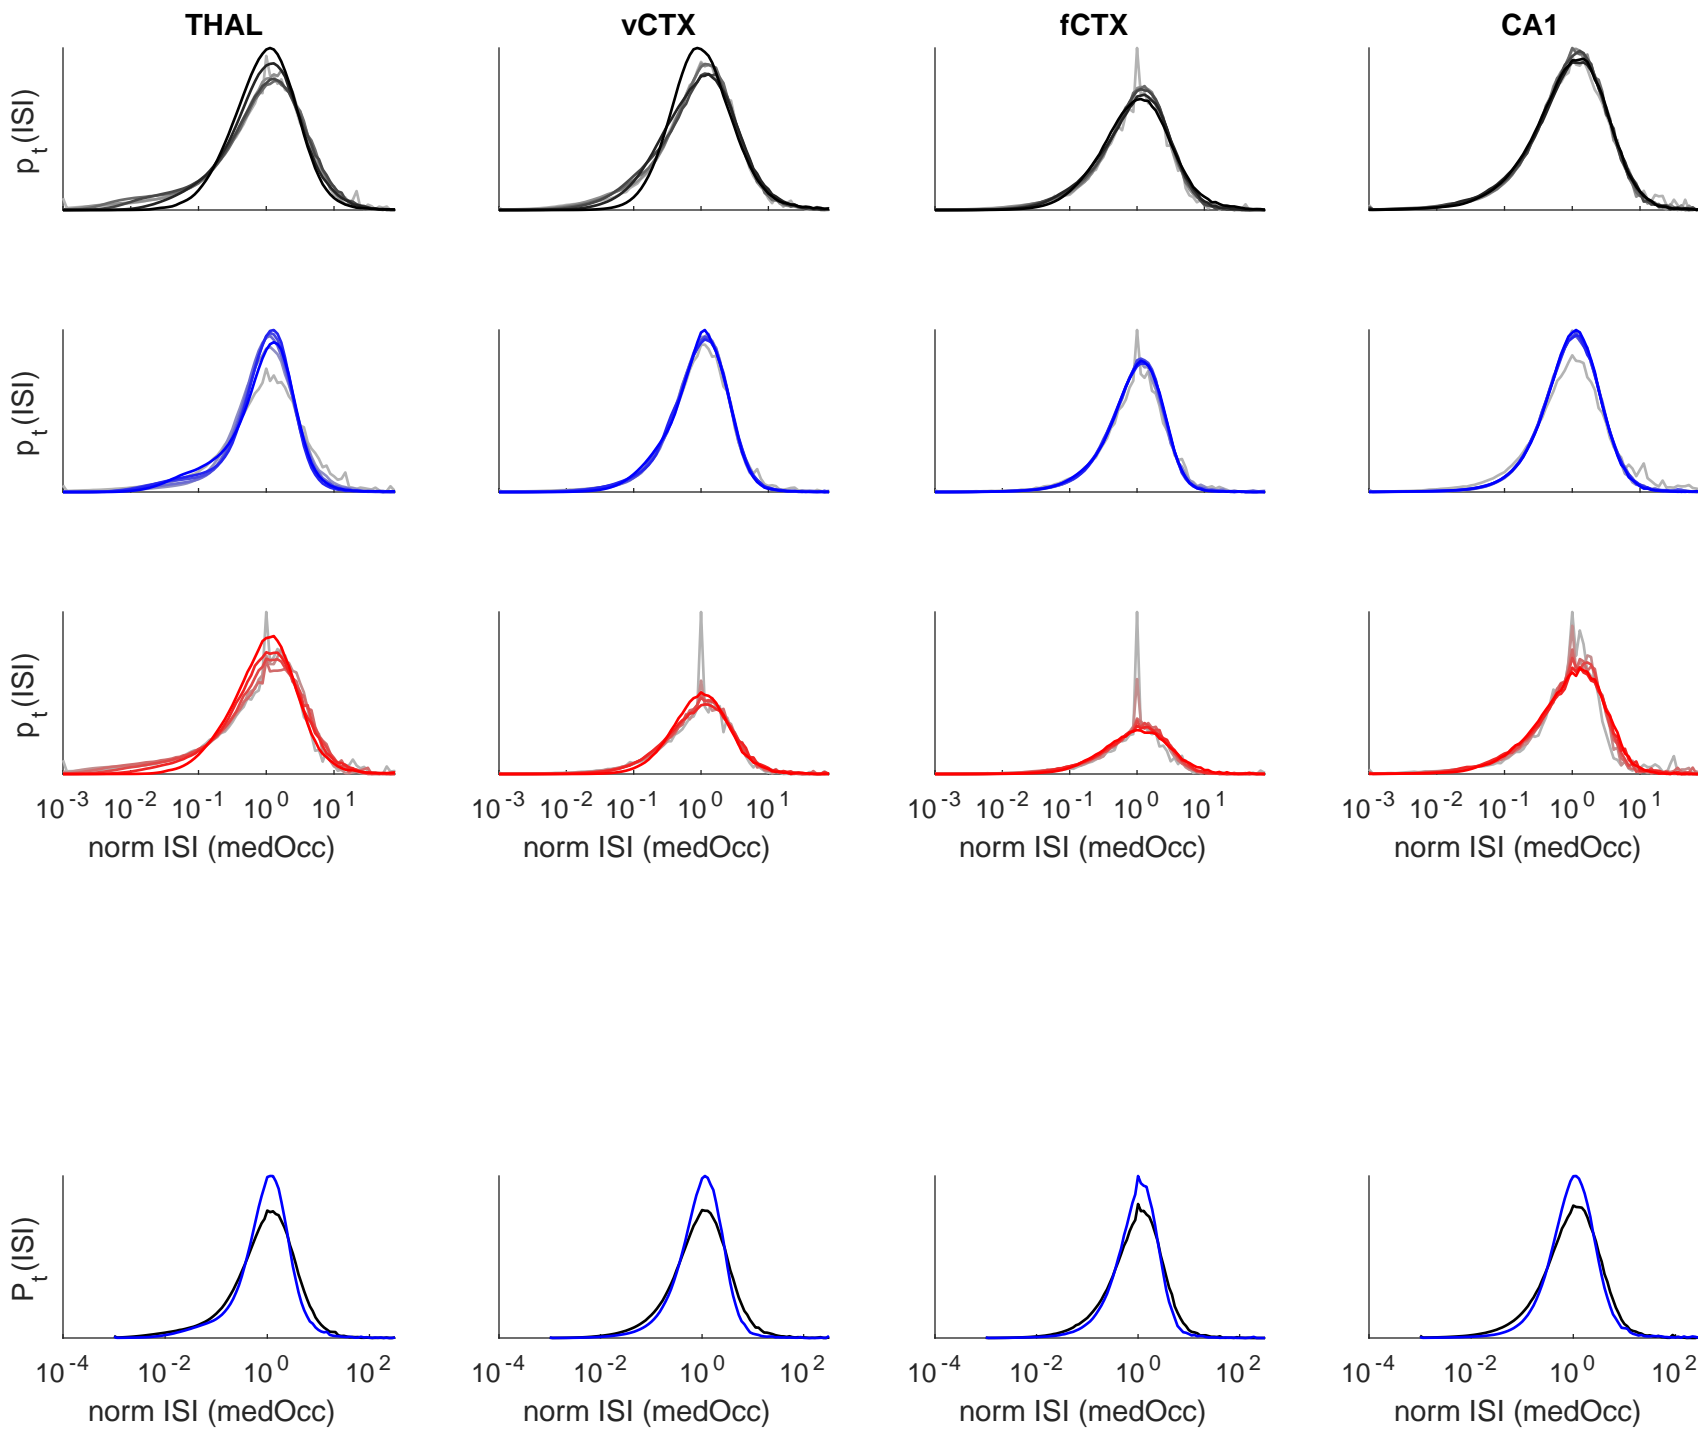 THAL vCTX fCTX CA1
p_t(ISI)
p_t(ISI)
p_t(ISI)
10^-3 10^-2 10^-1 10^0 10^1 10^-3 10^-2 10^-1 10^0 10^1 10^-3 10^-2 10^-1 10^0 10^1 10^-3 10^-2 10^-1 10^0 10^1
norm ISI (medOcc) norm ISI (medOcc) norm ISI (medOcc) norm ISI (medOcc)
P_t(ISI)
10^-4 10^-2 10^0 10^2 10^-4 10^-2 10^0 10^2 10^-4 10^-2 10^0 10^2 10^-4 10^-2 10^0 10^2
norm ISI (medOcc) norm ISI (medOcc) norm ISI (medOcc) norm ISI (medOcc)